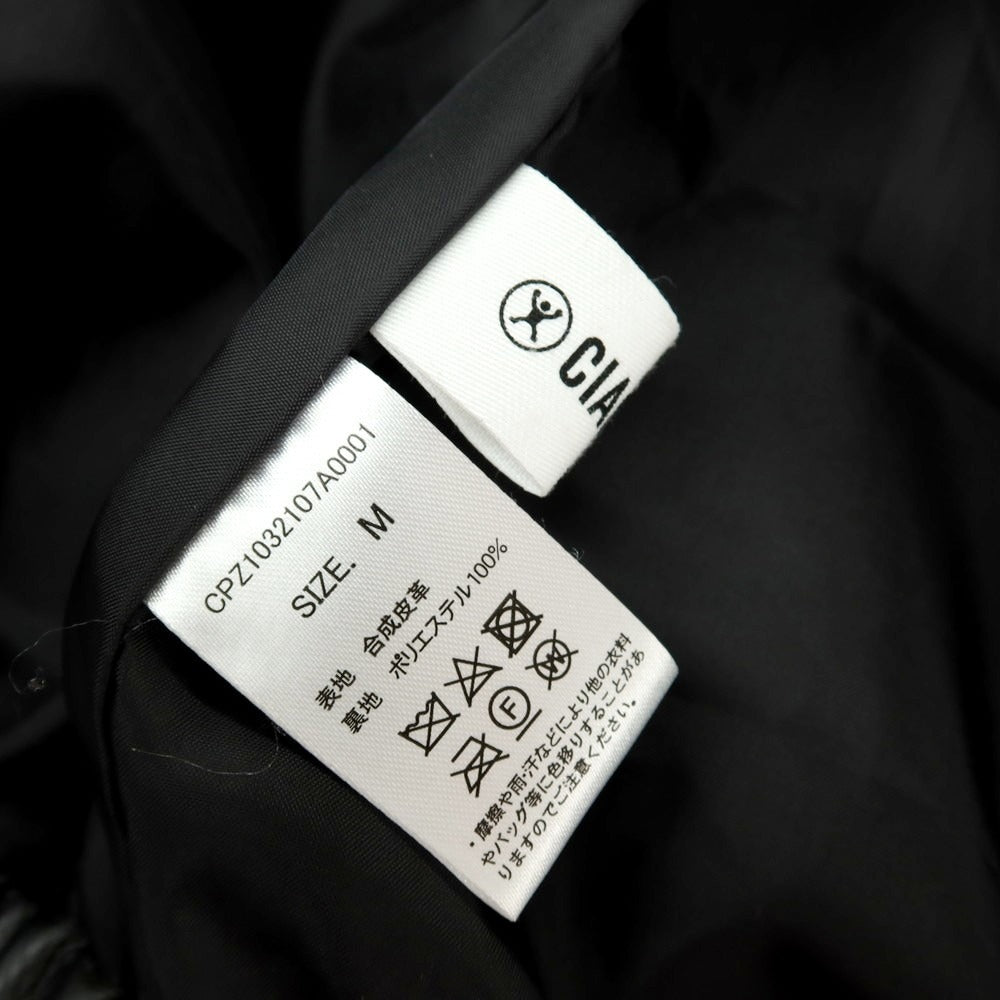 CIA
CPZ1032107A0001
SIZE. M
表地 合成皮革
裏地 ポリエステル100%
F
W
・摩擦や雨・汗などにより他の衣料
やバッグ等に色移りすることがあ
りますのでご注意ください。